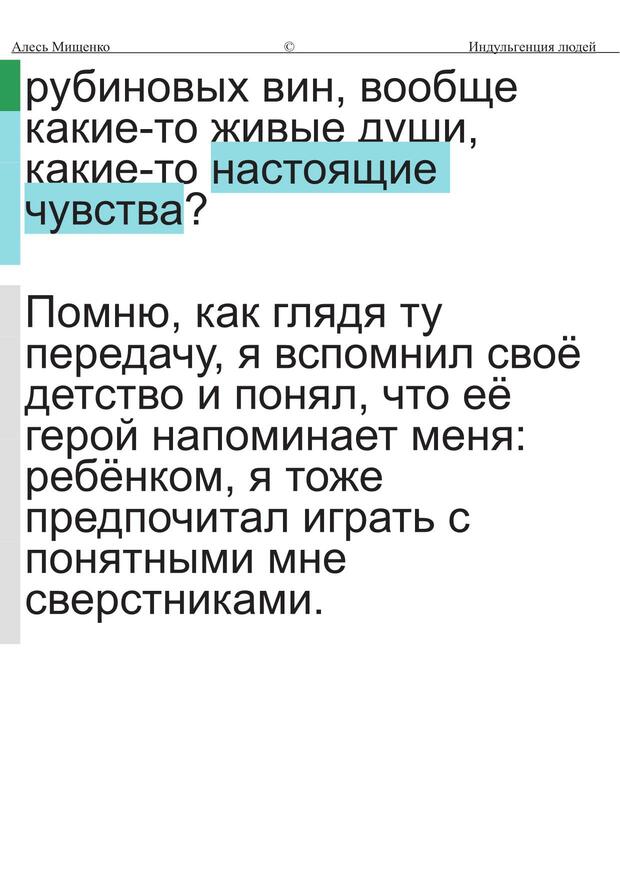 Алесь Мищенко © Индульгенция людей
рубиновых вин, вообще
какие-то живые души,
какие-то настоящие
чувства?
Помню, как глядя ту
передачу, я вспомнил своё
детство и понял, что её
герой напоминает меня:
ребёнком, я тоже
предпочитал играть с
понятными мне
сверстниками.